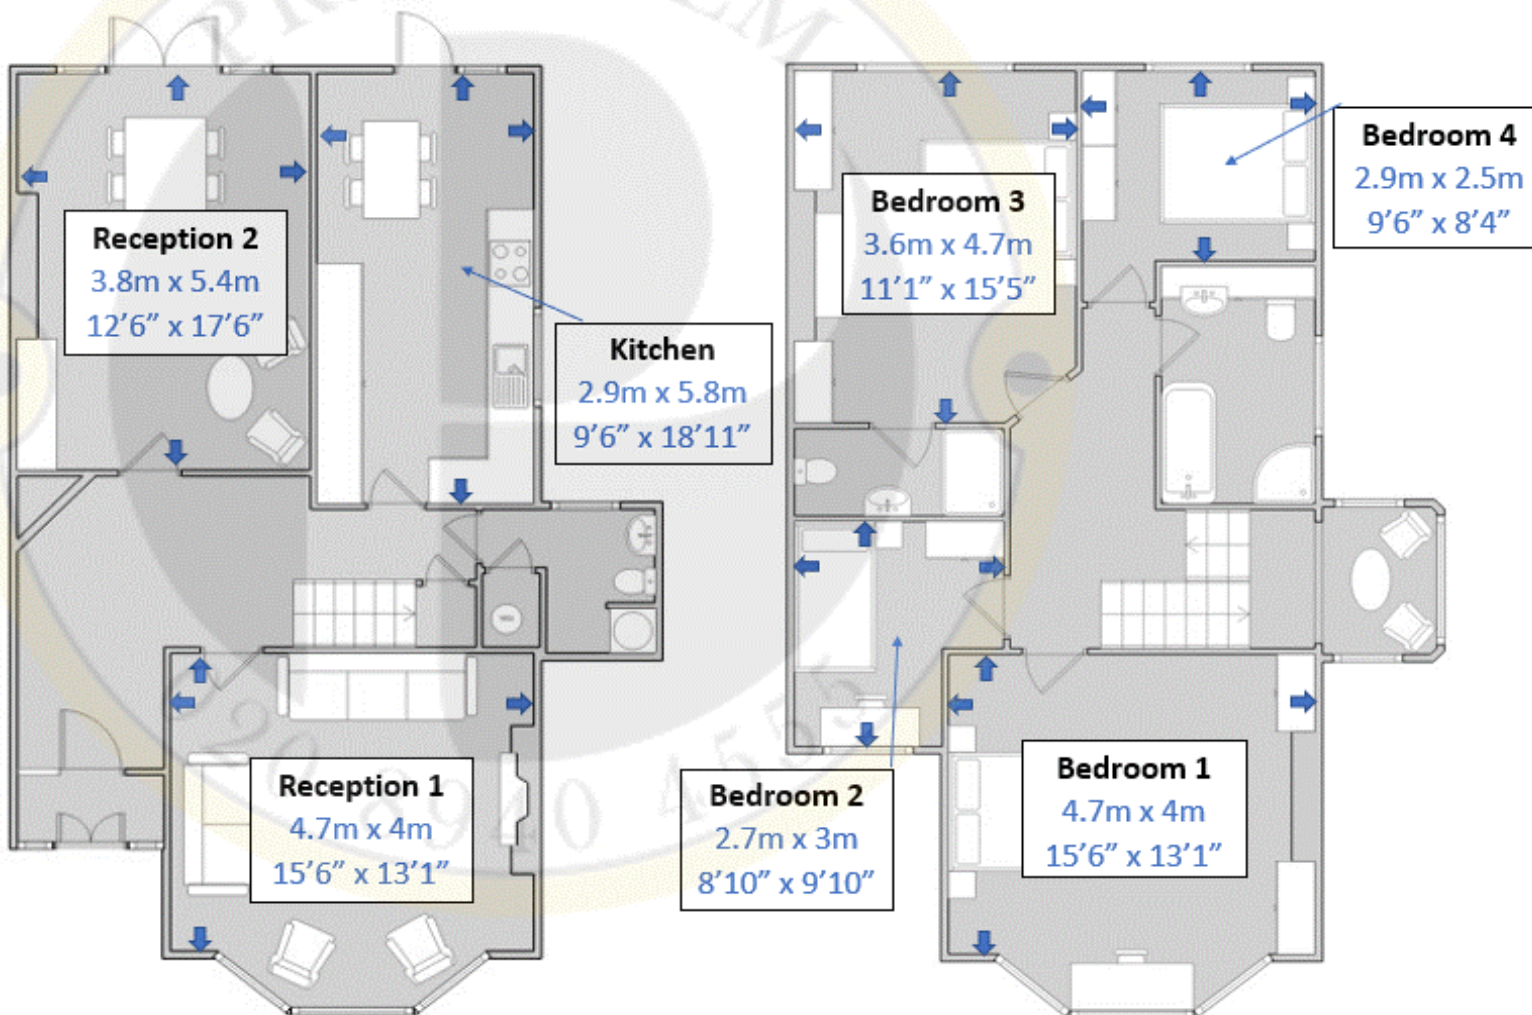 Reception 2
3.8m x 5.4m
12’6” x 17’6”
Kitchen
2.9m x 5.8m
9’6” x 18’11”
Reception 1
4.7m x 4m
15’6” x 13’1”
Bedroom 3
3.6m x 4.7m
11’1” x 15’5”
Bedroom 4
2.9m x 2.5m
9’6” x 8’4”
Bedroom 2
2.7m x 3m
8’10” x 9’10”
Bedroom 1
4.7m x 4m
15’6” x 13’1”